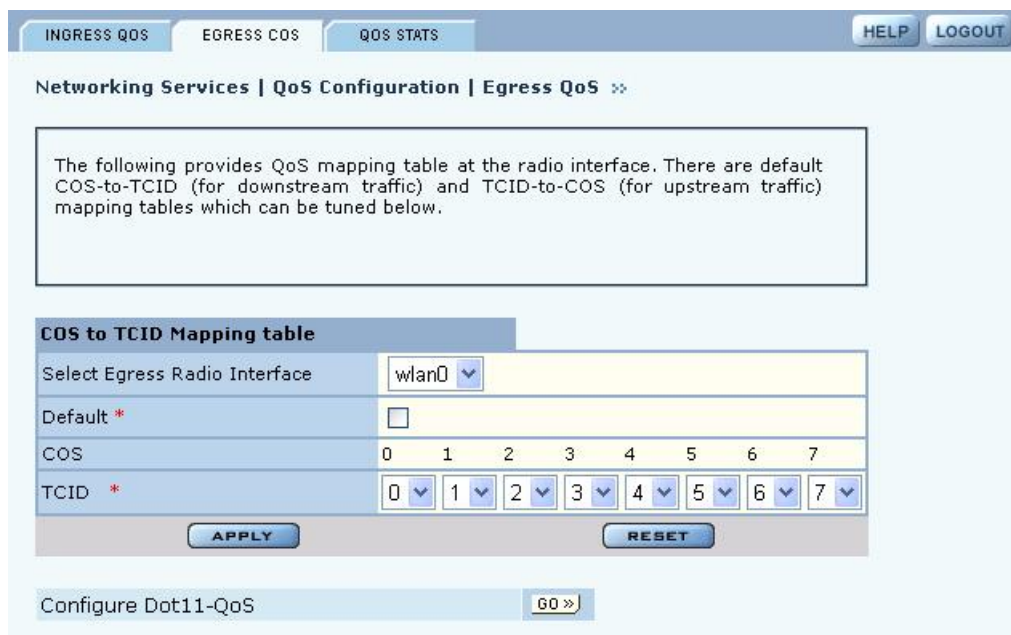 INGRESS QOS EGRESS COS QOS STATS HELP LOGOUT
Networking Services | QoS Configuration | Egress QoS »
The following provides QoS mapping table at the radio interface. There are default
COS-to-TCID (for downstream traffic) and TCID-to-COS (for upstream traffic)
mapping tables which can be tuned below.
COS to TCID Mapping table
Select Egress Radio Interface wlan0
Default *
COS 0 1 2 3 4 5 6 7
TCID * 0 1 2 3 4 5 6 7
APPLY RESET
Configure Dot11-QoS GO »